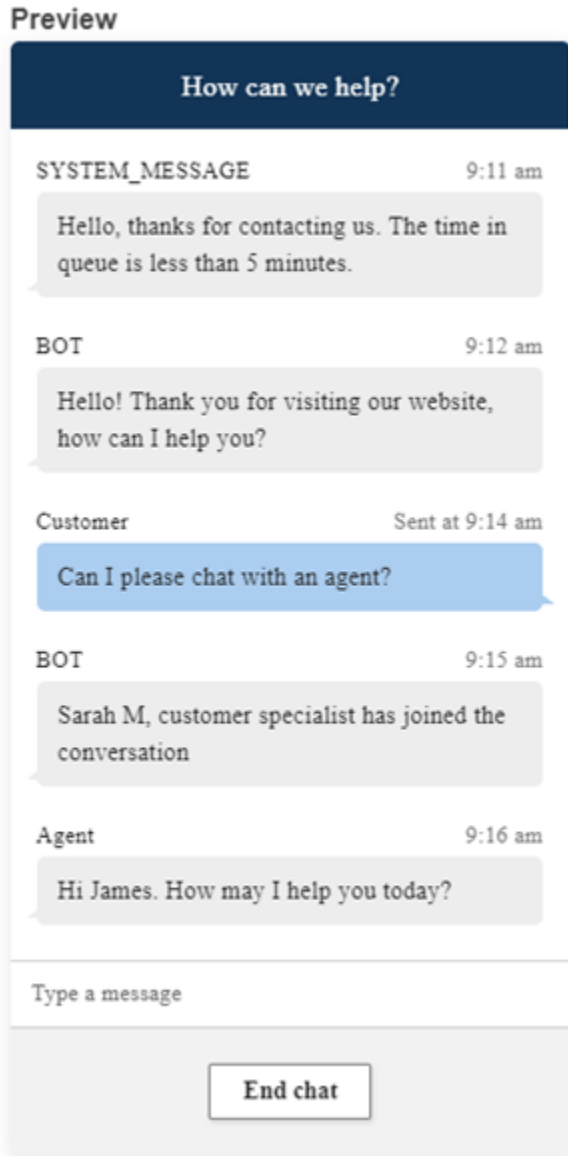 Preview
How can we help?
SYSTEM_MESSAGE 9:11 am
Hello, thanks for contacting us. The time in
queue is less than 5 minutes.
BOT 9:12 am
Hello! Thank you for visiting our website,
how can I help you?
Customer Sent at 9:14 am
Can I please chat with an agent?
BOT 9:15 am
Sarah M, customer specialist has joined the
conversation
Agent 9:16 am
Hi James. How may I help you today?
Type a message
End chat